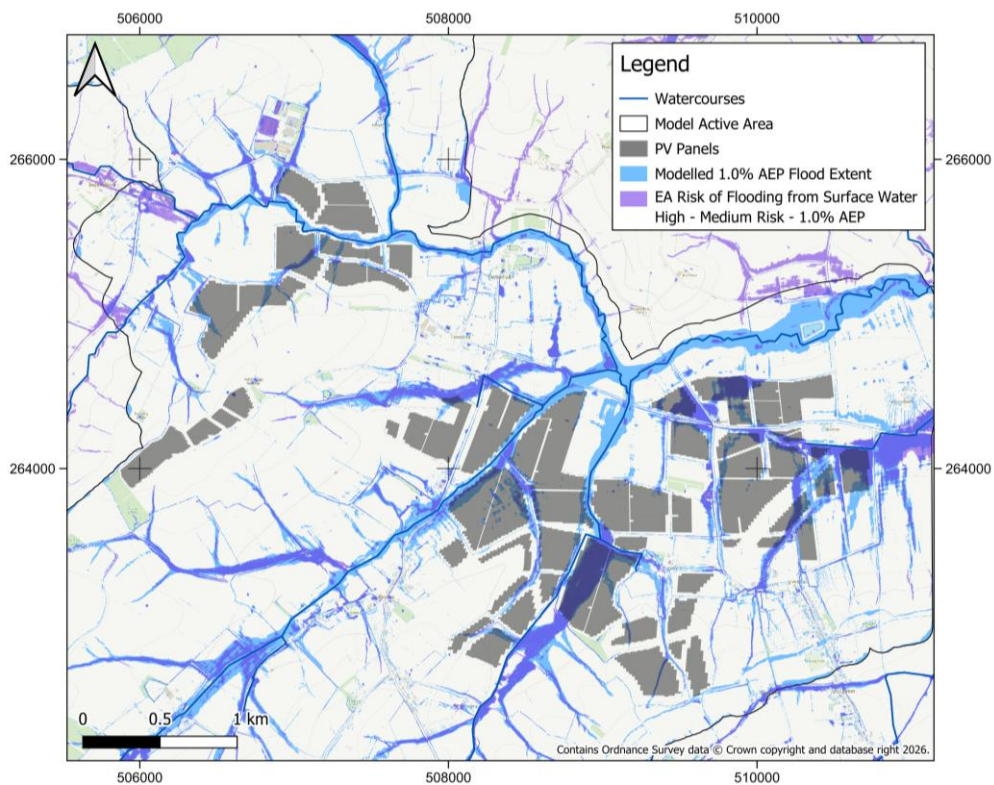 506000 508000 510000
Legend
Watercourses
Model Active Area
PV Panels
Modelled 1.0% AEP Flood Extent
EA Risk of Flooding from Surface Water
High - Medium Risk - 1.0% AEP
266000 266000
264000 264000
0 0.5 1 km
Contains Ordnance Survey data © Crown copyright and database right 2026.
506000 508000 510000